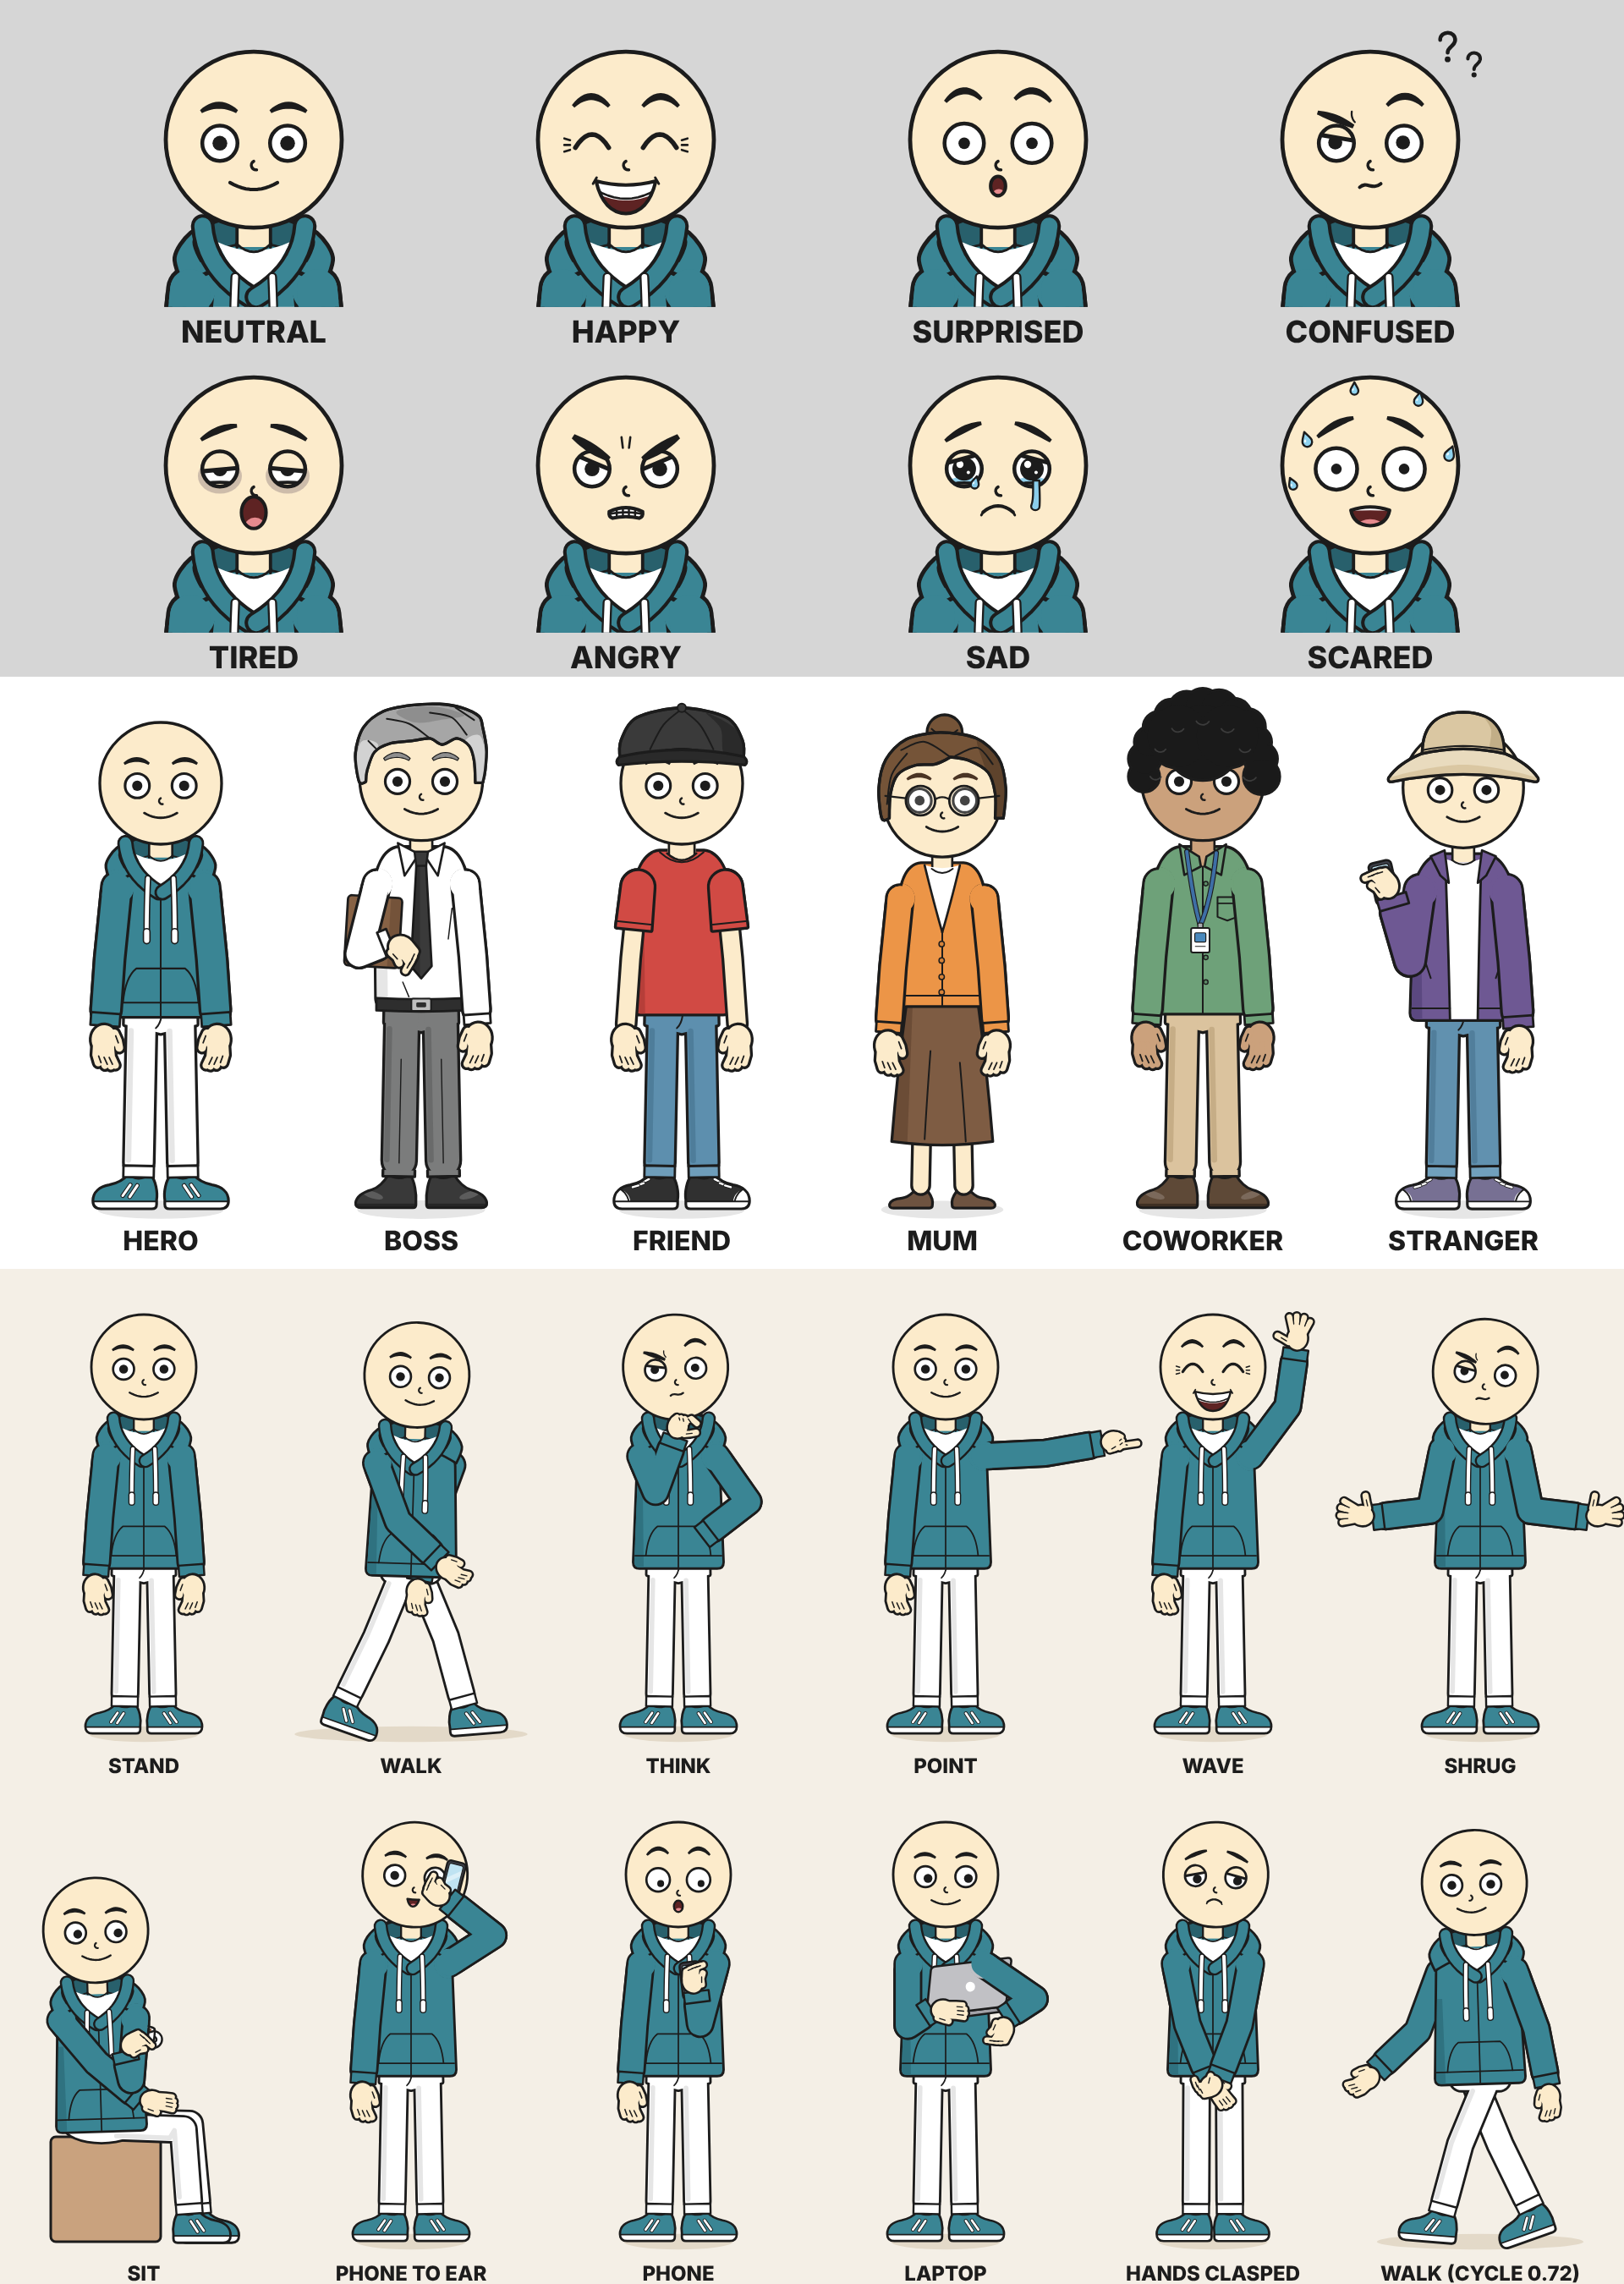 ? ?
NEUTRAL HAPPY SURPRISED CONFUSED
TIRED ANGRY SAD SCARED
HERO BOSS FRIEND MUM COWORKER STRANGER
STAND WALK THINK POINT WAVE SHRUG
SIT PHONE TO EAR PHONE LAPTOP HANDS CLASPED WALK (CYCLE 0.72)